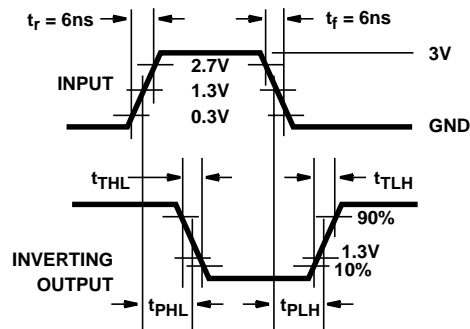 tr = 6ns
tf = 6ns
3V
2.7V
INPUT
1.3V
0.3V
GND
tTHL
tTLH
90%
INVERTING
OUTPUT
1.3V
10%
tPHL
tPLH